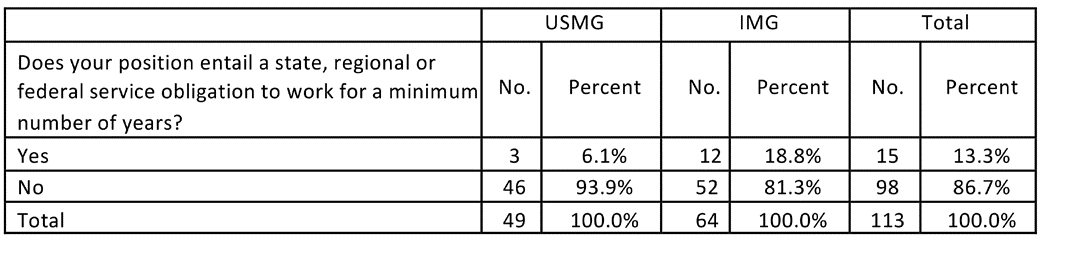 USMG IMG Total
Does your position entail a state, regional or
federal service obligation to work for a minimum
number of years?
No. Percent No. Percent No. Percent
Yes 3 6.1% 12 18.8% 15 13.3%
No 46 93.9% 52 81.3% 98 86.7%
Total 49 100.0% 64 100.0% 113 100.0%